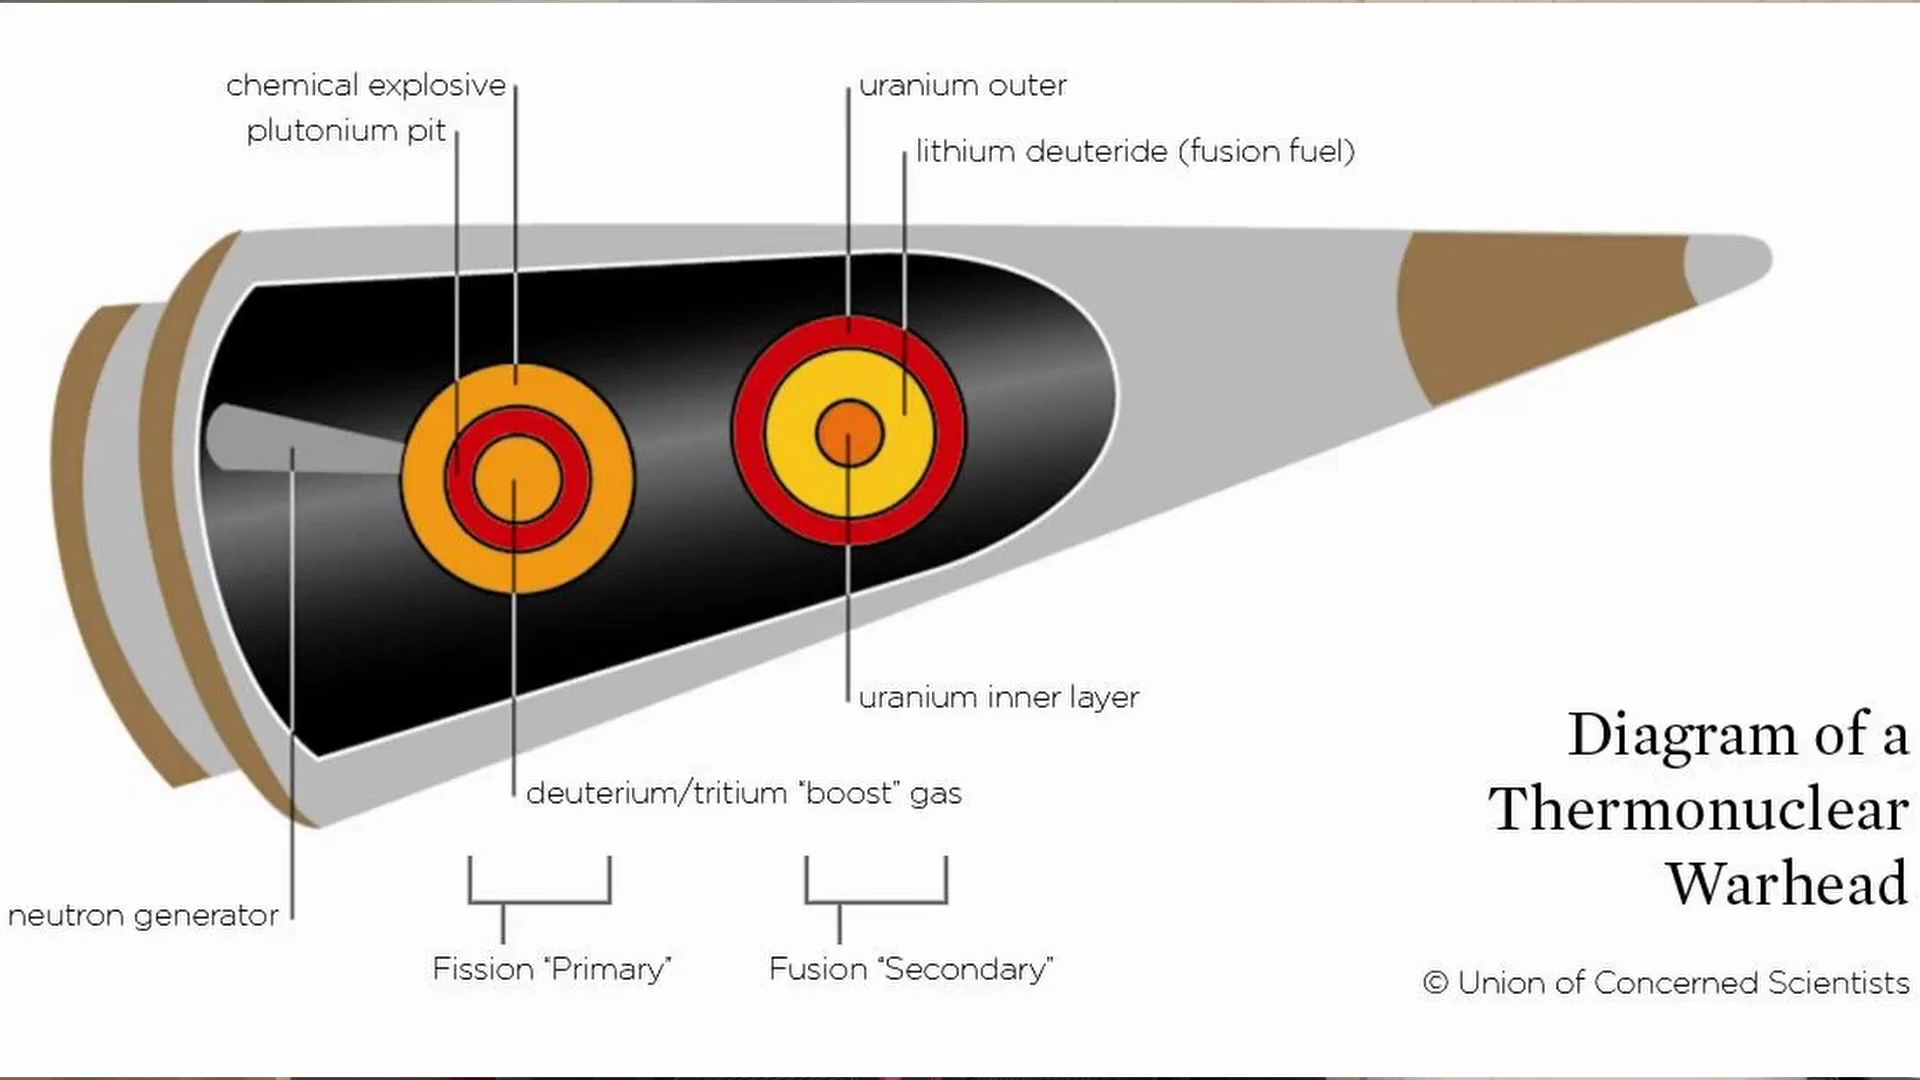 chemical explosive
plutonium pit
uranium outer
lithium deuteride (fusion fuel)
uranium inner layer
deuterium/tritium “boost” gas
neutron generator
Fission “Primary”
Fusion “Secondary”
Diagram of a
Thermonuclear
Warhead
© Union of Concerned Scientists